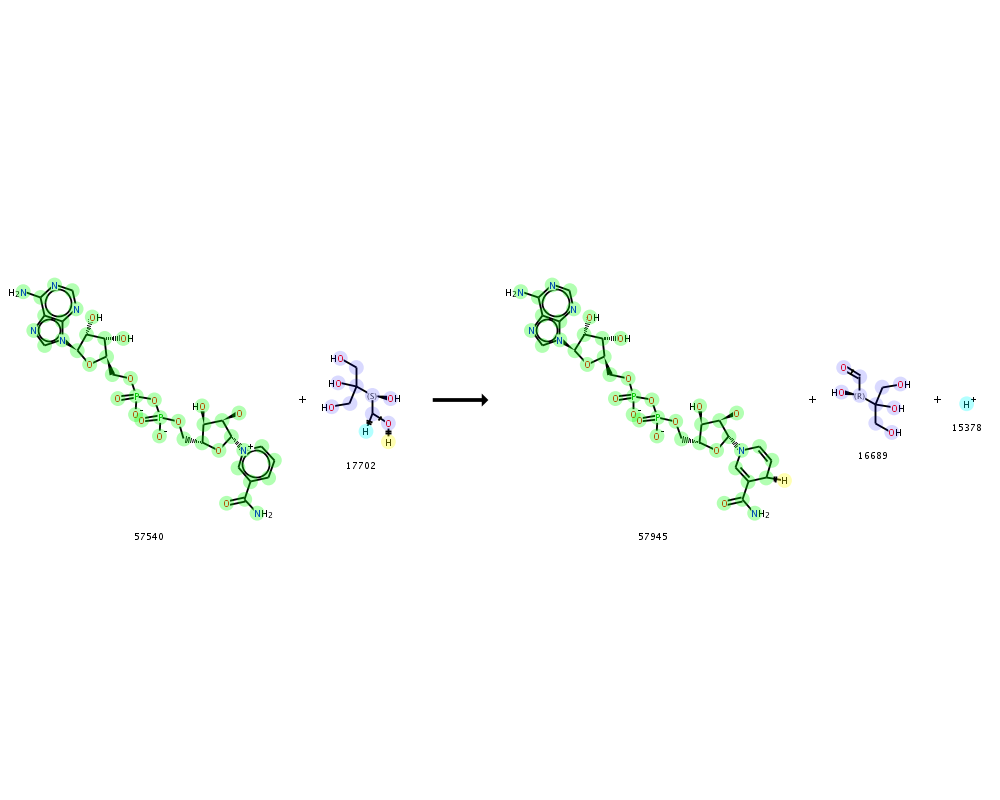 H₂N N N N N OH OH O O P O O⁻ O P O O⁻ O HO O O N⁺ O NH₂
57540
+
HO HO HO (S) OH H O H
17702
H₂N N N N N OH OH O O P O O⁻ O P O O⁻ O HO O O N H O NH₂
57945
+
O HO (R) OH OH OH
16689
+
H⁺
15378